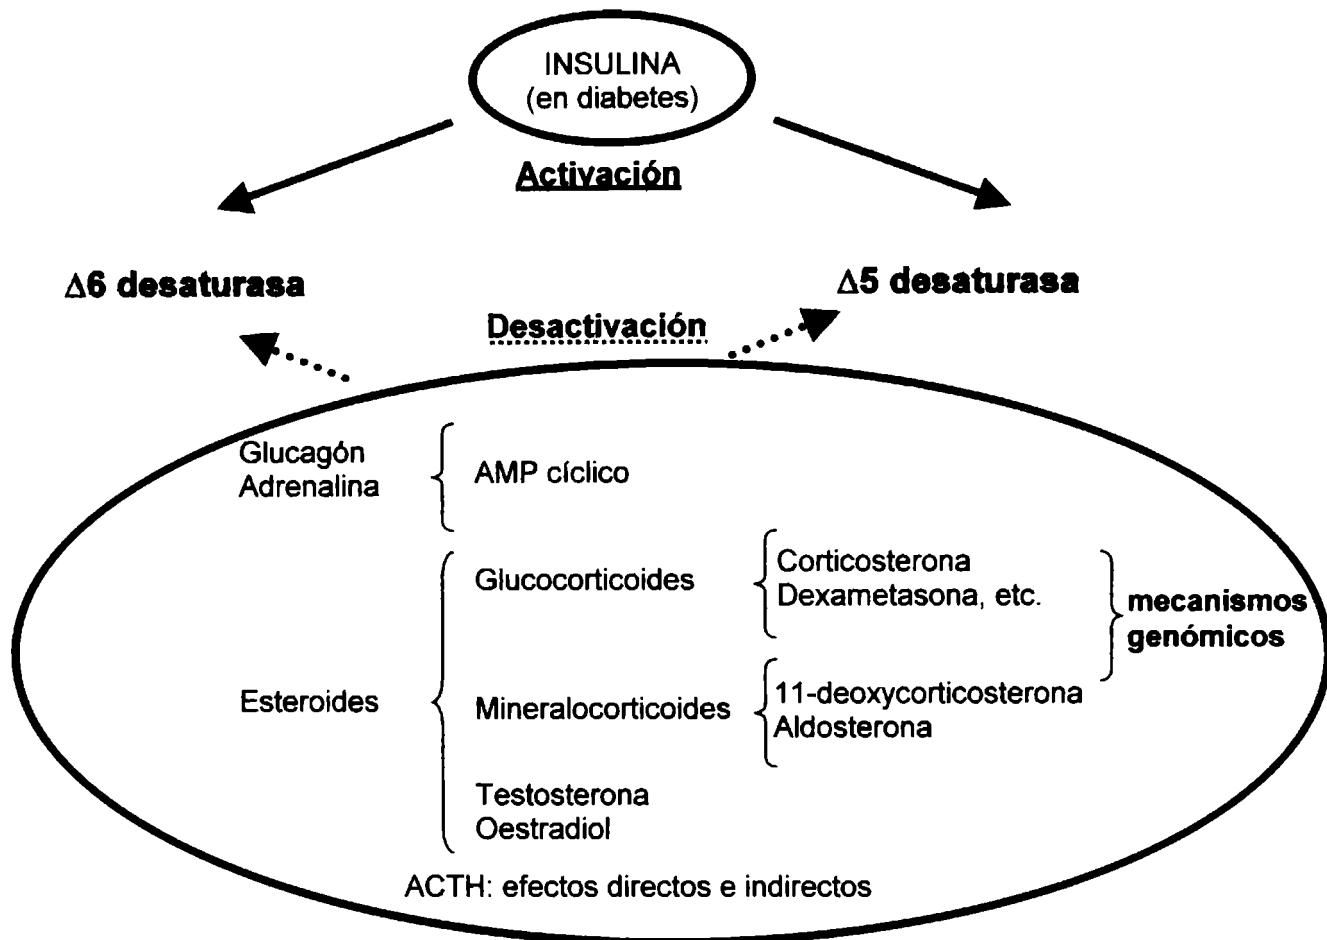 INSULINA
(en diabetes)
Activación
Δ6 desaturasa
Δ5 desaturasa
Desactivación
Glucagón
Adrenalina
AMP cíclico
Esteroides
Glucocorticoides
Corticosterona
Dexametasona, etc.
mecanismos
genómicos
Mineralocorticoides
11-deoxycorticosterona
Aldosterona
Testosterona
Oestradiol
ACTH: efectos directos e indirectos